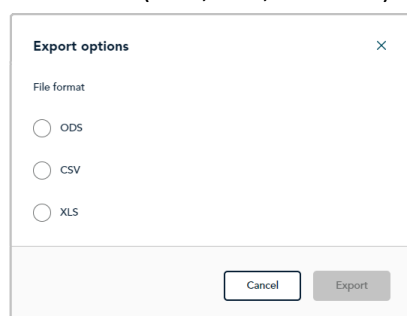 Export options
File format
ODS
CSV
XLS
Cancel
Export